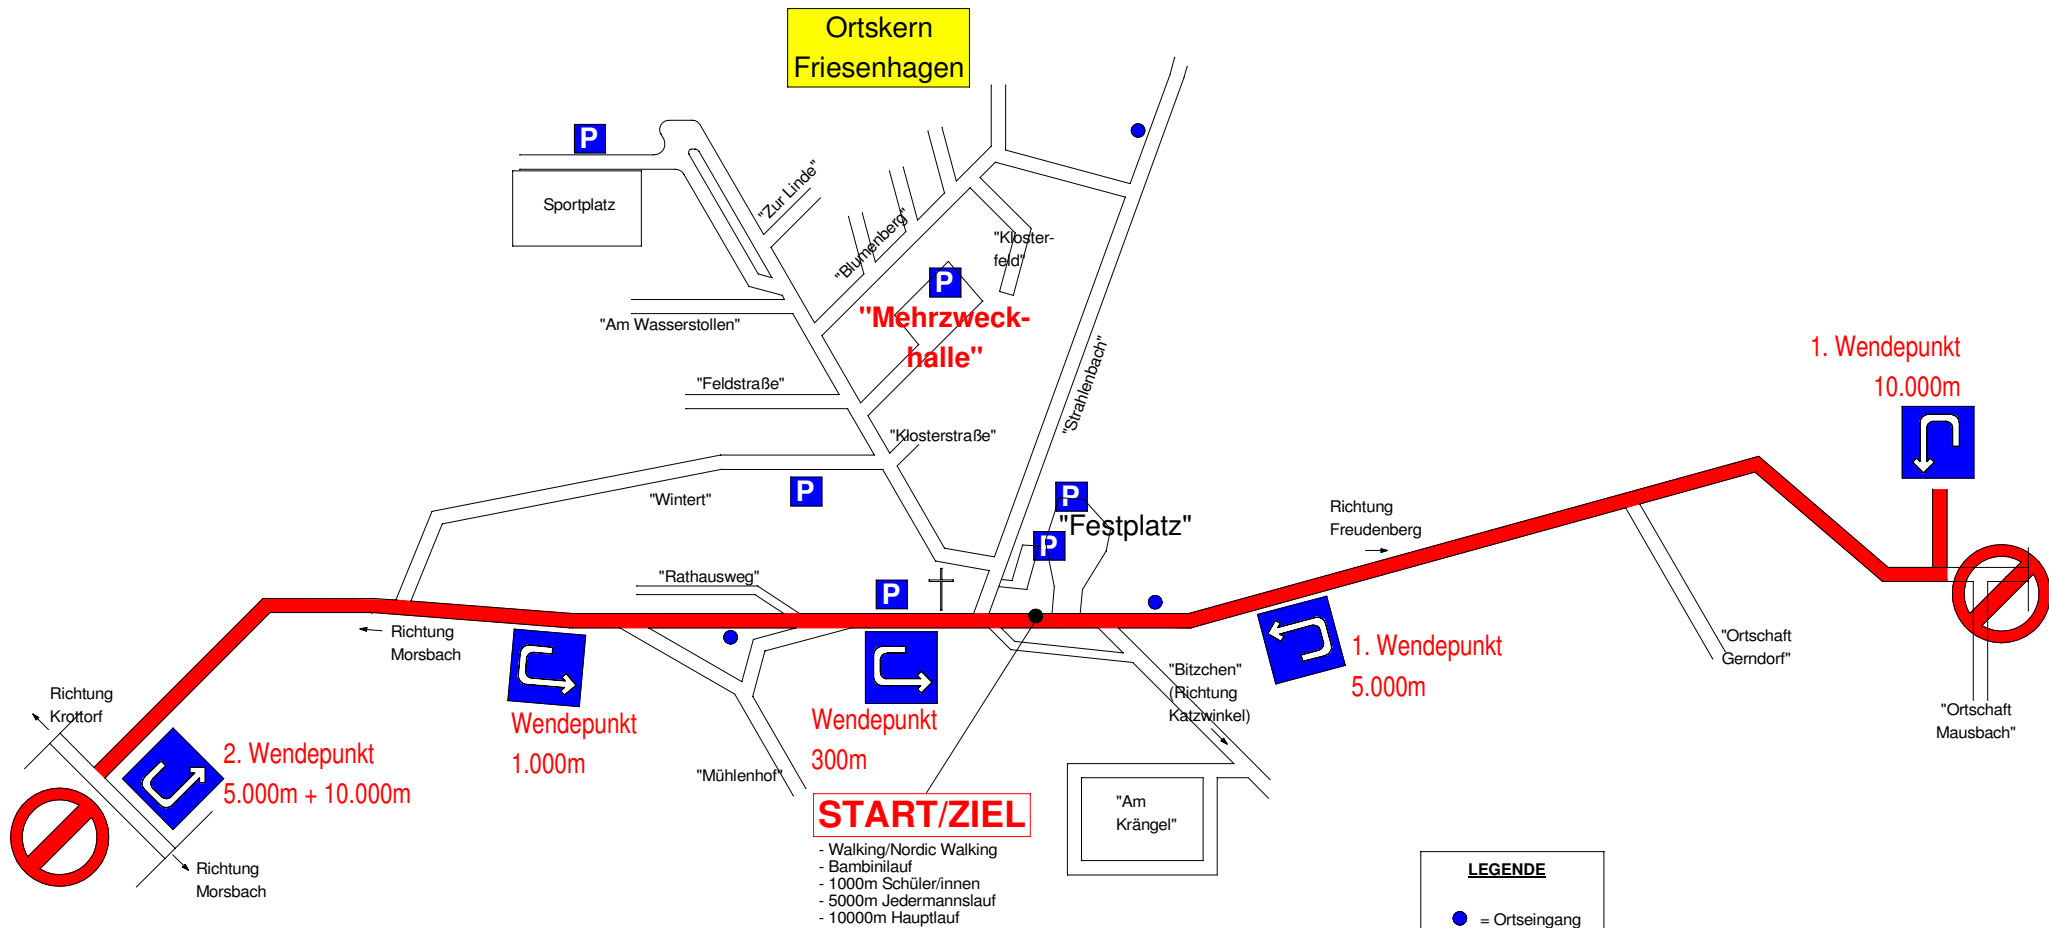 Ortskern
Friesenhagen
P
Sportplatz
"Zur Linde"
"Blumenberg"
"Kloster-
feld"
P
"Mehrzweck-
halle"
"Am Wasserstollen"
"Feldstraße"
"Strahlenbach"
"Klosterstraße"
"Wintert"
P
P
"Festplatz"
P
1. Wendepunkt
10.000m
Richtung
Freudenberg
"Rathausweg"
P
Richtung
Morsbach
"Ortschaft
Gerndorf"
1. Wendepunkt
5.000m
"Bitzchen"
(Richtung
Katzwinkel)
"Ortschaft
Mausbach"
Richtung
Krottorf
2. Wendepunkt
5.000m + 10.000m
Wendepunkt
1.000m
"Mühlenhof"
Wendepunkt
300m
"Am
Krängel"
Richtung
Morsbach
START/ZIEL
- Walking/Nordic Walking
- Bambinilauf
- 1000m Schüler/innen
- 5000m Jedermannslauf
- 10000m Hauptlauf
LEGENDE
= Ortseingang